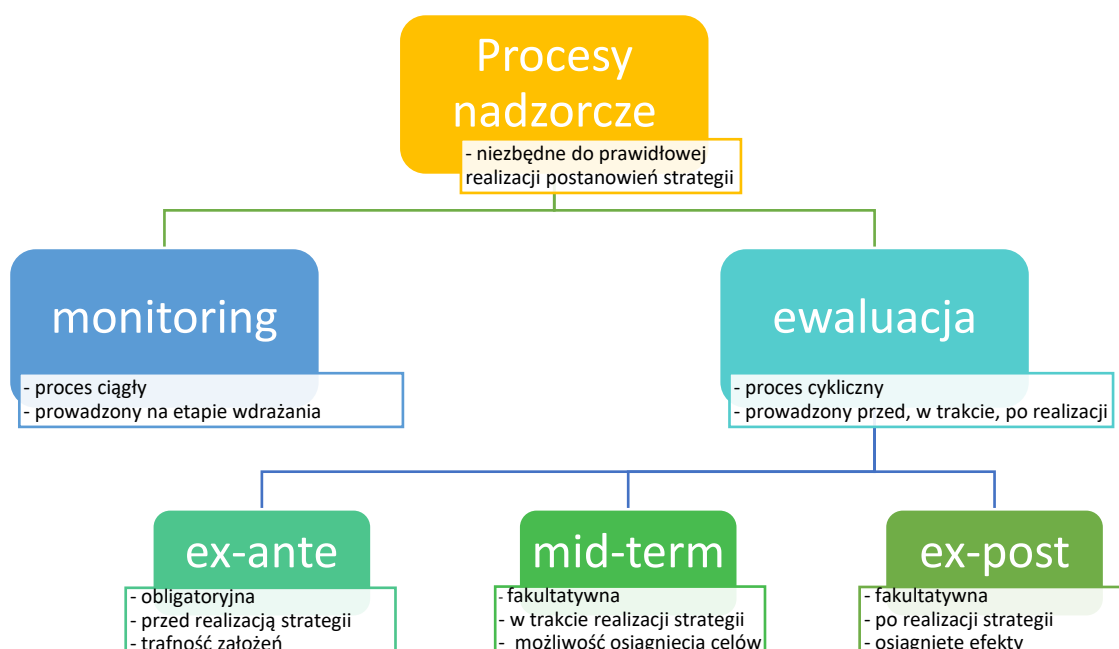 Procesy
nadzorcze
- niezbędne do prawidłowej
realizacji postanowień strategii
monitoring
- proces ciągły
- prowadzony na etapie wdrażania
ewaluacja
- proces cykliczny
- prowadzony przed, w trakcie, po realizacji
ex-ante
- obligatoryjna
- przed realizacją strategii
- trafność założeń
mid-term
- fakultatywna
- w trakcie realizacji strategii
- możliwość osiągnięcia celów
ex-post
- fakultatywna
- po realizacji strategii
- osiągnięte efekty